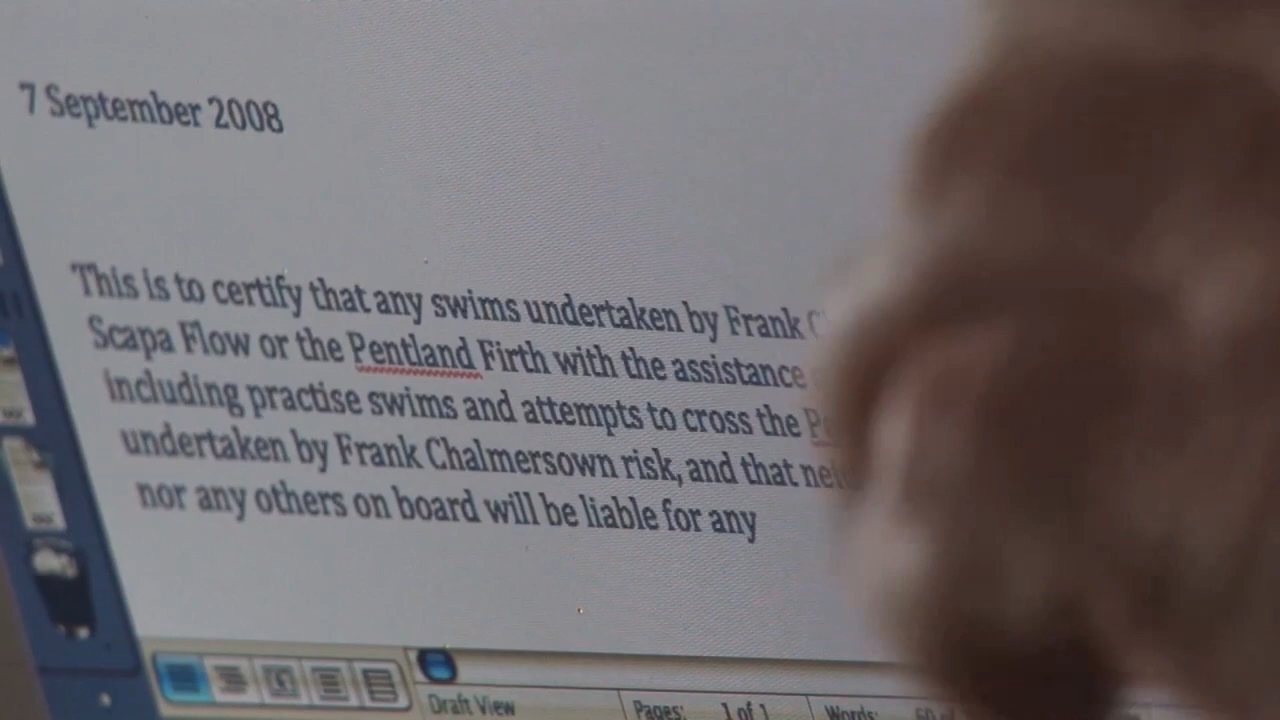 7 September 2008
This is to certify that any swims undertaken by Frank
Scapa Flow or the Pentland Firth with the assistance
including practise swims and attempts to cross the
undertaken by Frank Chalmersown risk, and that
nor any others on board will be liable for any
Draft View Pages: 1 of 1 Words: